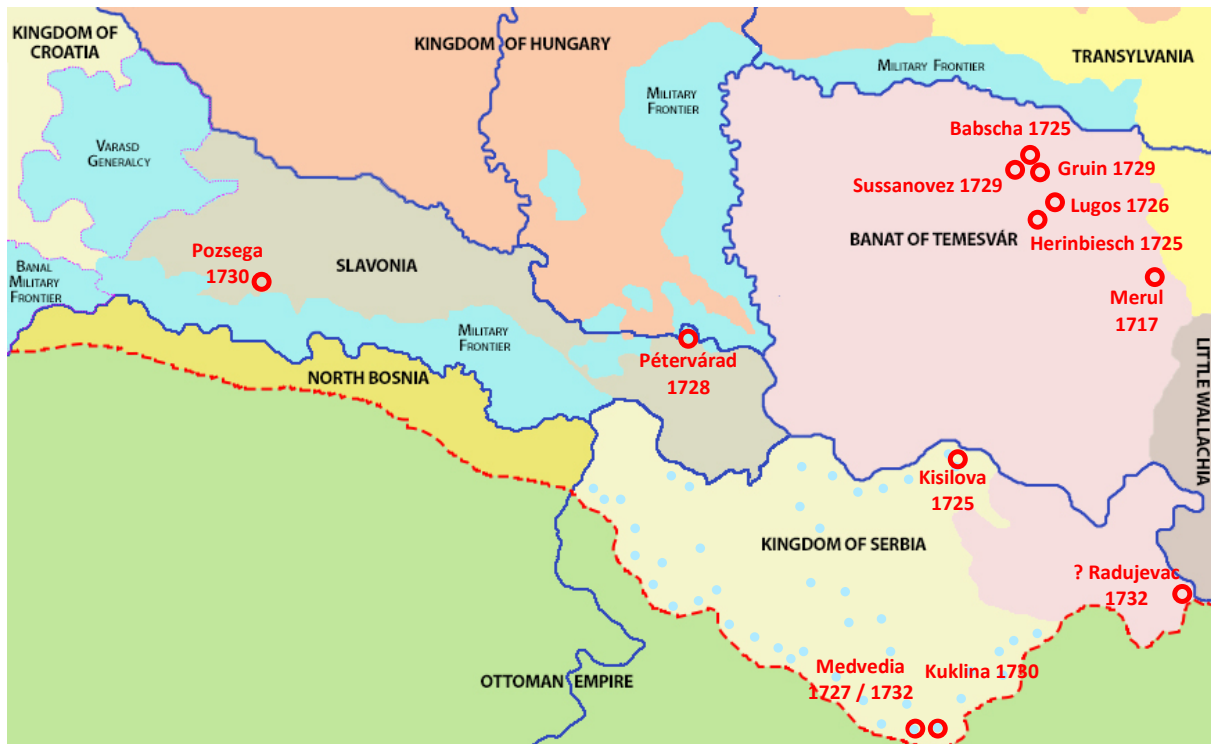 KINGDOM OF
CROATIA
KINGDOM OF HUNGARY
MILITARY FRONTIER
TRANSYLVANIA
MILITARY
FRONTIER
VARASD
GENERALCY
Babscha 1725
Gruin 1729
Sussanovez 1729
Lugos 1726
BANAT OF TEMESVÁR
Herinbiesch 1725
Pozsega
1730
SLAVONIA
BANAL
MILITARY
FRONTIER
Merul
1717
MILITARY
FRONTIER
Pétervárad
1728
NORTH BOSNIA
LITTLE WALLACHIA
Kisilova
1725
KINGDOM OF SERBIA
? Radujevac
1732
OTTOMAN EMPIRE
Medvedia
1727 / 1732
Kuklina 1730